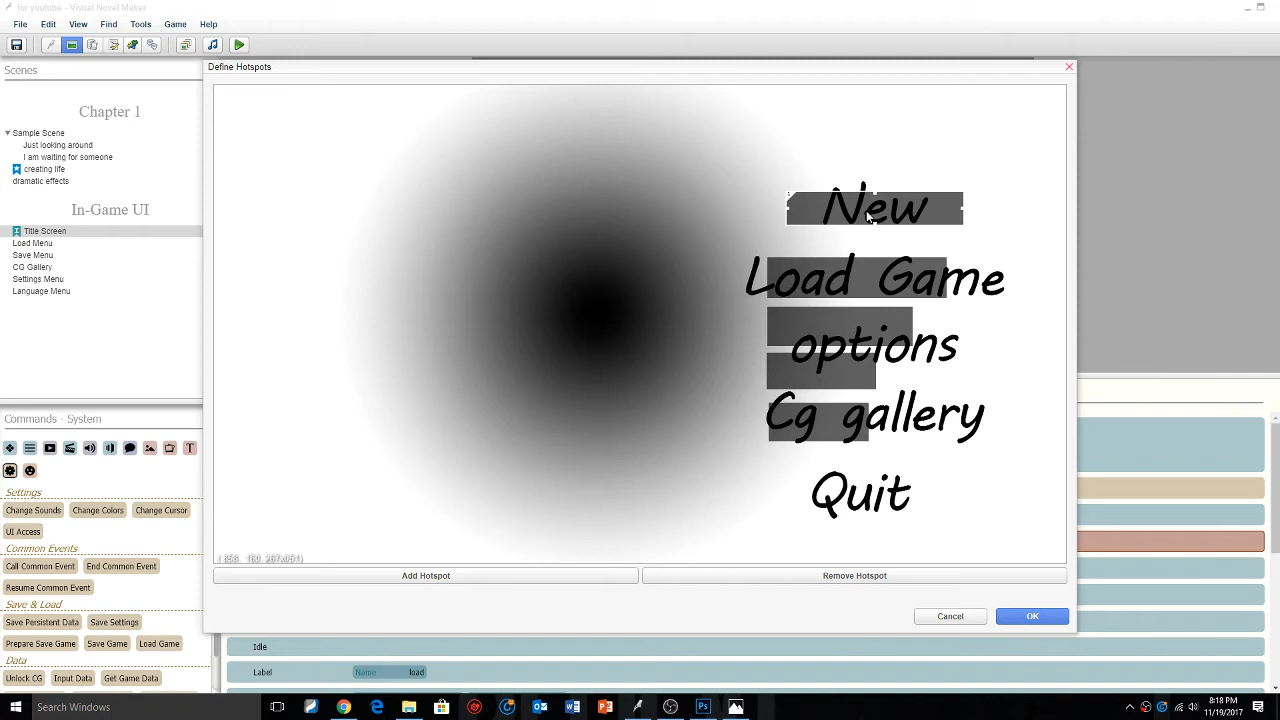 for youtube - Visual Novel Maker
File Edit View Find Tools Game Help
Scenes
Chapter 1
Sample Scene
Just looking around
I am waiting for someone
creating life
dramatic effects
In-Game UI
Title Screen
Load Menu
Save Menu
CG Gallery
Settings Menu
Language Menu
Define Hotspots
New
Load Game
options
Cg gallery
Quit
Add Hotspot Remove Hotspot
Cancel OK
Commands - System
Settings
Change Sounds Change Colors Change Cursor
UI Access
Common Events
Call Common Event End Common Event
Resume Common Event
Save & Load
Save Persistent Data Save Settings
Prepare Save Game Save Game Load Game
Data
Unlock CG Input Data Get Game Data
Idle
Label Name load
Search Windows
8:18 PM
11/19/2017